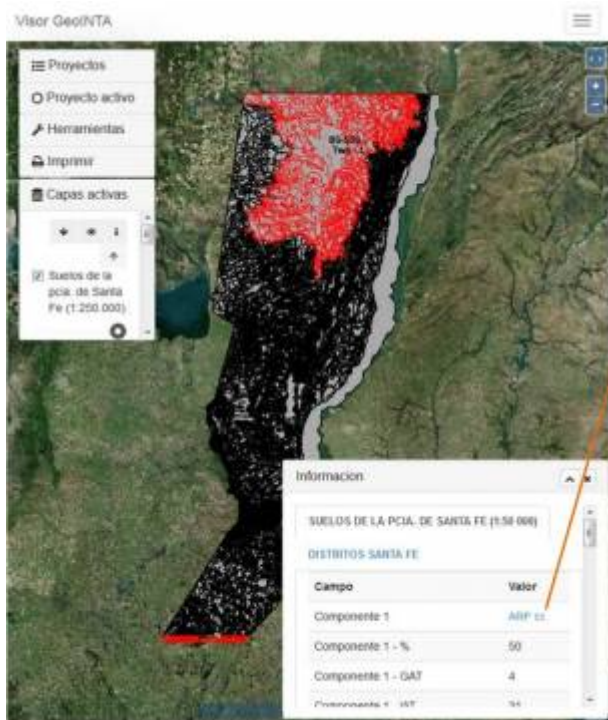 Visor GeoINTA
Proyectos
Proyecto activo
Herramientas
Imprimir
Capas activas
Suelos de la
pcia. de Santa
Fe (1:250.000)
Informacion
SUELOS DE LA PCIA. DE SANTA FE (1:50 000)
DISTRITOS SANTA FE
Campo Valor
Componente 1 ARP
Componente 1 - % 50
Componente 1 - GAT 4
Componente 1 -